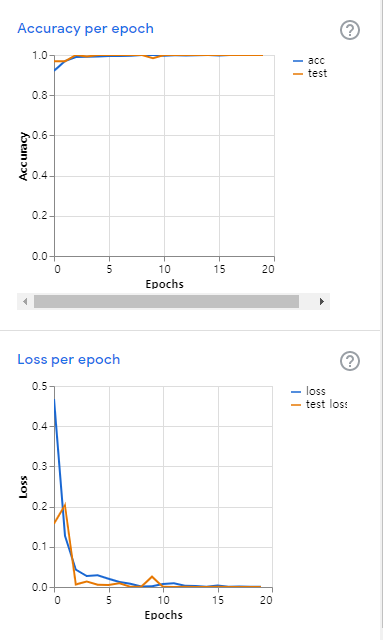 Accuracy per epoch
?
acc
test
1.0
0.8
0.6
0.4
0.2
0.0
Accuracy
0 5 10 15 20
Epochs
Loss per epoch
?
loss
test loss
0.5
0.4
0.3
0.2
0.1
0.0
Loss
0 5 10 15 20
Epochs